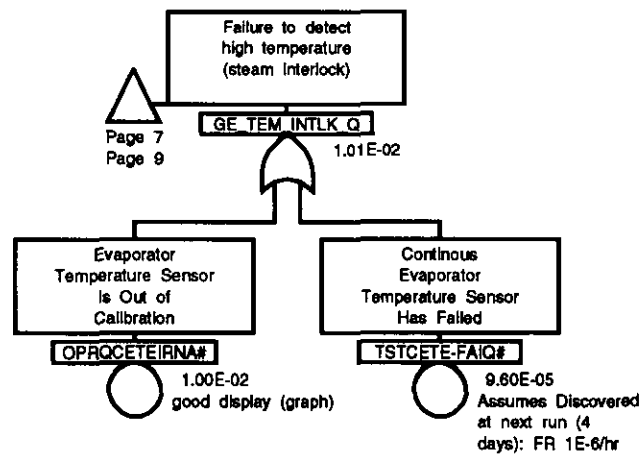 Failure to detect
high temperature
(steam interlock)
Page 7
Page 9
GE_TEM_INTLK_Q
1.01E-02
Evaporator
Temperature Sensor
Is Out of
Calibration
OPRQCETEIRNA#
1.00E-02
good display (graph)
Continous
Evaporator
Temperature Sensor
Has Failed
TSTCETE-FAIQ#
9.60E-05
Assumes Discovered
at next run (4
days): FR 1E-6/hr